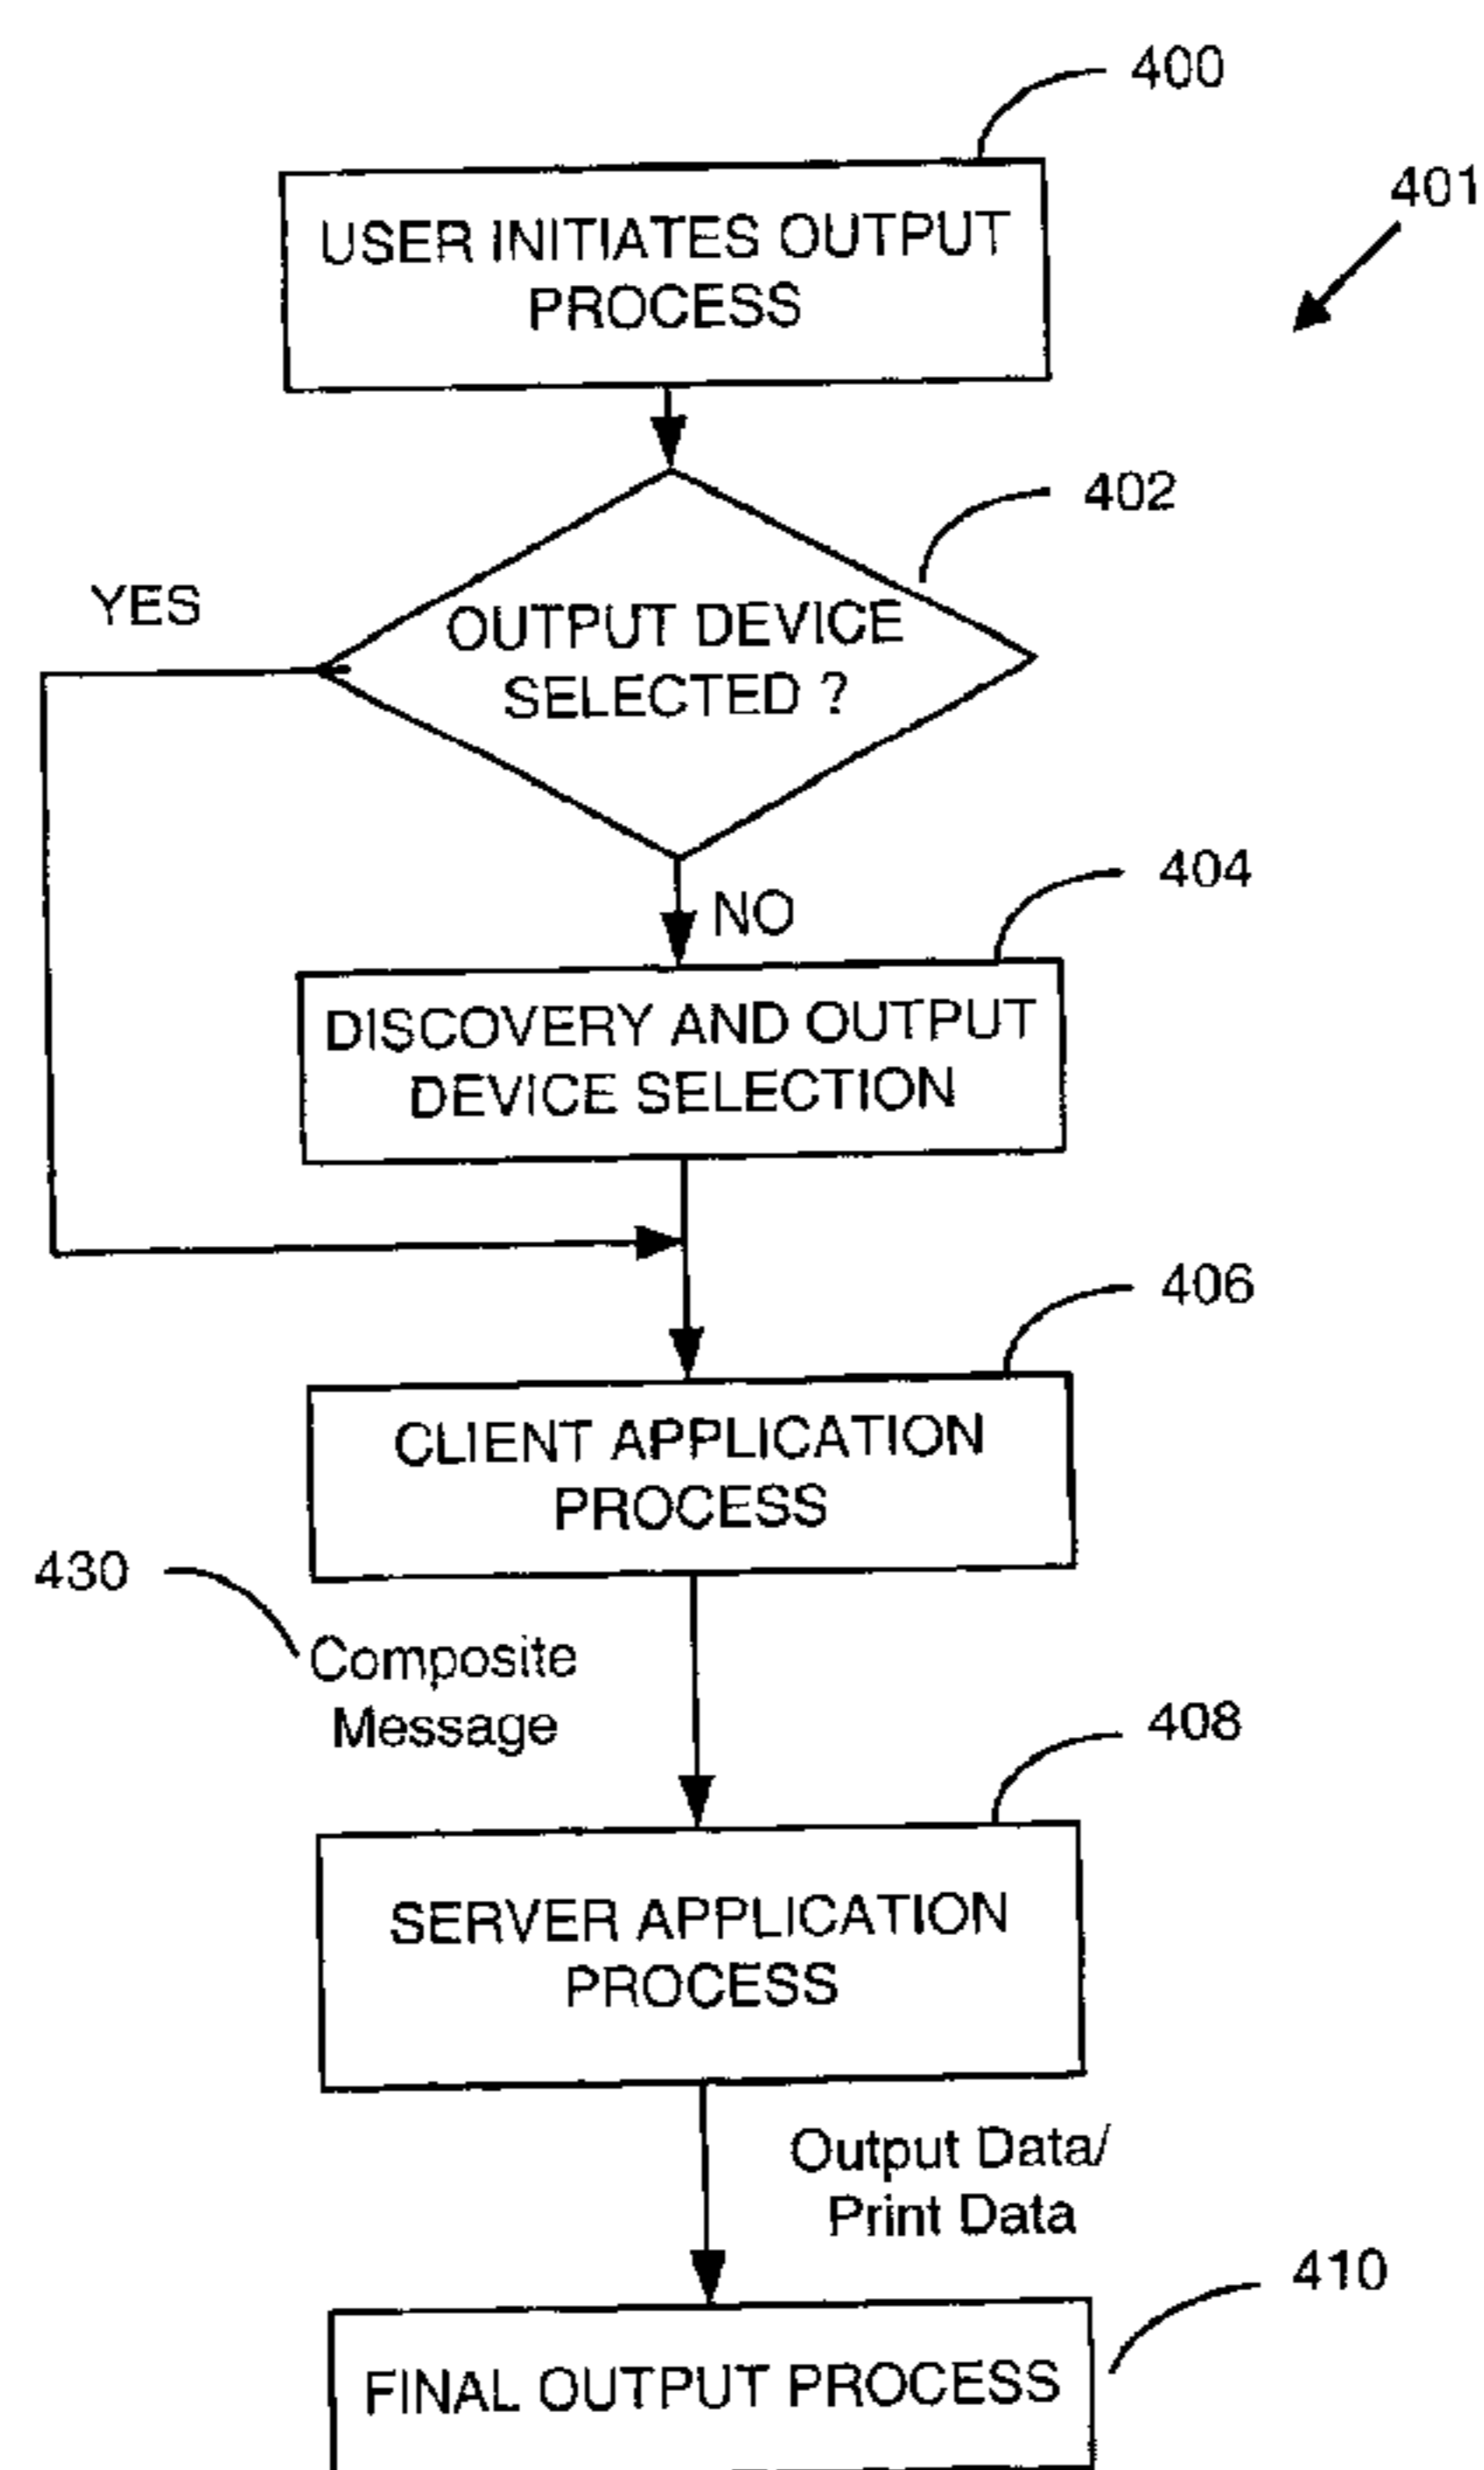 400
401
USER INITIATES OUTPUT
PROCESS
402
YES
OUTPUT DEVICE
SELECTED ?
404
NO
DISCOVERY AND OUTPUT
DEVICE SELECTION
406
CLIENT APPLICATION
PROCESS
430
Composite
Message
408
SERVER APPLICATION
PROCESS
Output Data/
Print Data
410
FINAL OUTPUT PROCESS